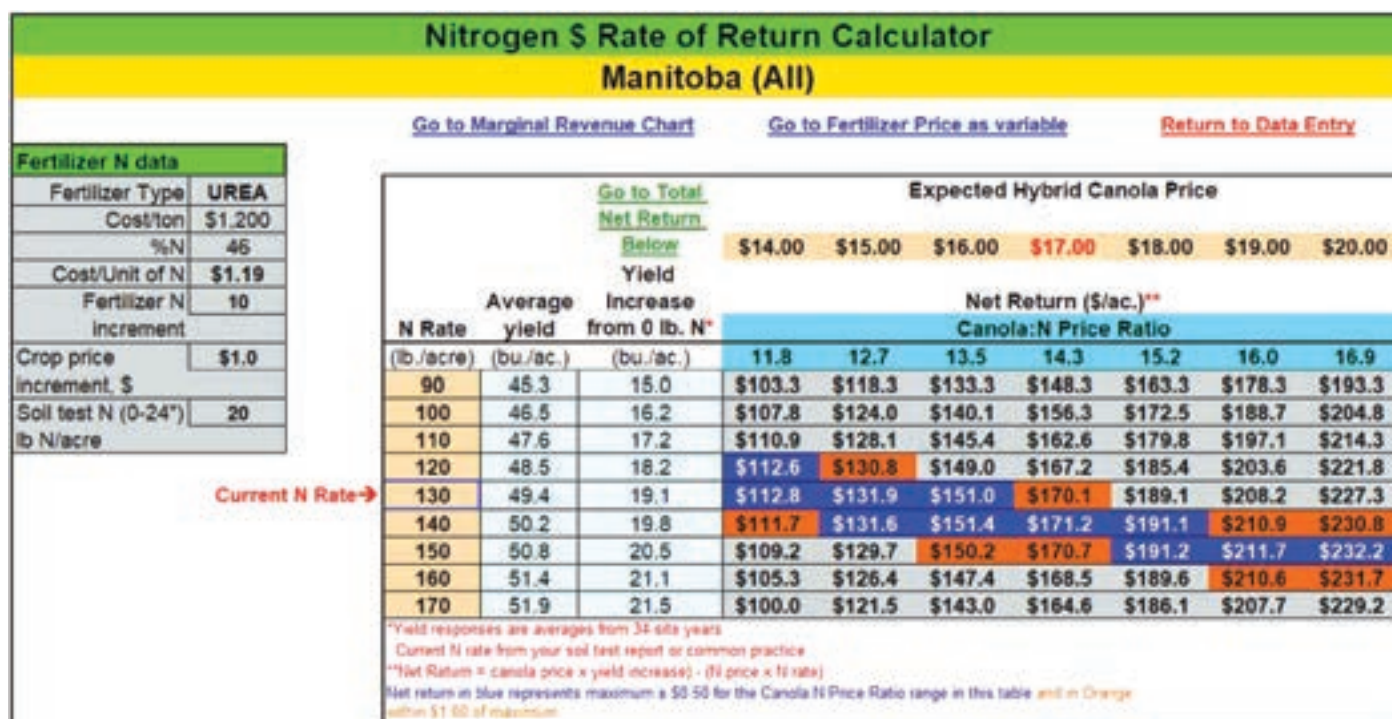 Nitrogen $ Rate of Return Calculator
Manitoba (All)
Go to Marginal Revenue Chart Go to Fertilizer Price as variable Return to Data Entry
Fertilizer N data
Fertilizer Type UREA
Cost/ton $1,200
%N 46
Cost/Unit of N $1.19
Fertilizer N 10
increment
Crop price $1.0
increment, $
Soil test N (0-24") 20
lb N/acre
Current N Rate→
Go to Total Expected Hybrid Canola Price
Net Return
Below $14.00 $15.00 $16.00 $17.00 $18.00 $19.00 $20.00
Yield
Average Increase Net Return ($/ac.)**
N Rate yield from 0 lb. N* Canola:N Price Ratio
(lb./acre) (bu./ac.) (bu./ac.) 11.8 12.7 13.5 14.3 15.2 16.0 16.9
90 45.3 15.0 $103.3 $118.3 $133.3 $148.3 $163.3 $178.3 $193.3
100 46.5 16.2 $107.8 $124.0 $140.1 $156.3 $172.5 $188.7 $204.8
110 47.6 17.2 $110.9 $128.1 $145.4 $162.6 $179.8 $197.1 $214.3
120 48.5 18.2 $112.6 $130.8 $149.0 $167.2 $185.4 $203.6 $221.8
130 49.4 19.1 $112.8 $131.9 $151.0 $170.1 $189.1 $208.2 $227.3
140 50.2 19.8 $111.7 $131.6 $151.4 $171.2 $191.1 $210.9 $230.8
150 50.8 20.5 $109.2 $129.7 $150.2 $170.7 $191.2 $211.7 $232.2
160 51.4 21.1 $105.3 $126.4 $147.4 $168.5 $189.6 $210.6 $231.7
170 51.9 21.5 $100.0 $121.5 $143.0 $164.6 $186.1 $207.7 $229.2
*Yield responses are averages from 34 site years
Current N rate from your soil test report or common practice
**Net Return = canola price x yield increase) - (N price x N rate)
Net return in blue represents maximum $0.50 for the Canola N Price Ratio range in this table and in Orange
within of maximum